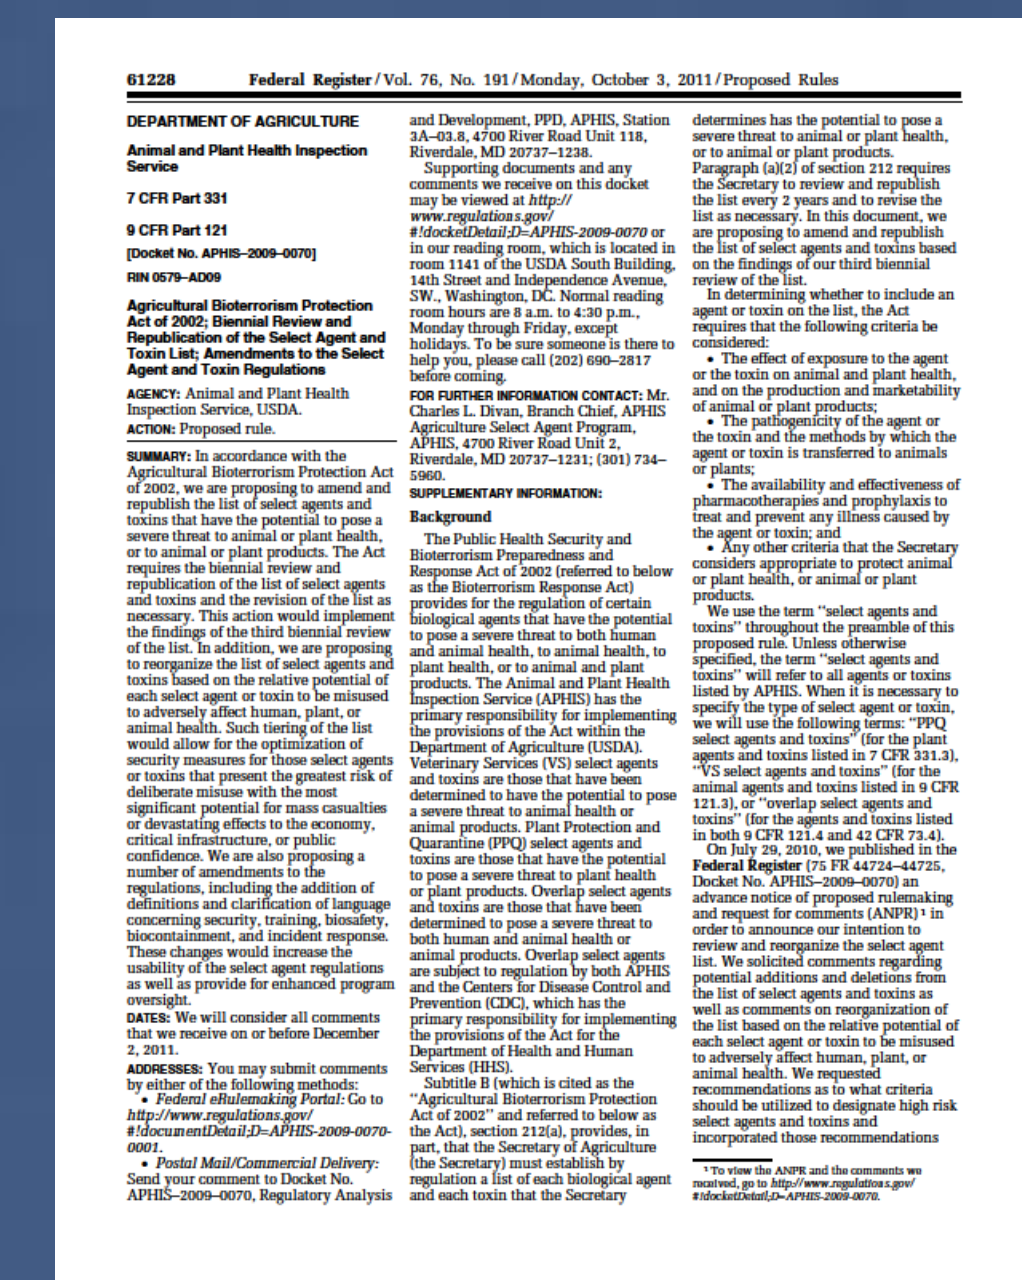 61228 Federal Register / Vol. 76, No. 191 / Monday, October 3, 2011 / Proposed Rules
DEPARTMENT OF AGRICULTURE
Animal and Plant Health Inspection
Service
7 CFR Part 331
9 CFR Part 121
[Docket No. APHIS–2009–0070]
RIN 0579–AD09
Agricultural Bioterrorism Protection
Act of 2002; Biennial Review and
Republication of the Select Agent and
Toxin List; Amendments to the Select
Agent and Toxin Regulations
AGENCY: Animal and Plant Health
Inspection Service, USDA.
ACTION: Proposed rule.
SUMMARY: In accordance with the
Agricultural Bioterrorism Protection Act
of 2002, we are proposing to amend and
republish the list of select agents and
toxins that have the potential to pose a
severe threat to animal or plant health,
or to animal or plant products. The Act
requires the biennial review and
republication of the list of select agents
and toxins and the revision of the list as
necessary. This action would implement
the findings of the third biennial review
of the list. In addition, we are proposing
to reorganize the list of select agents and
toxins based on the relative potential of
each select agent or toxin to be misused
to adversely affect human, plant, or
animal health. Such tiering of the list
would allow for the optimization of
security measures for those select agents
or toxins that present the greatest risk of
deliberate misuse with the most
significant potential for mass casualties
or devastating effects to the economy,
critical infrastructure, or public
confidence. We are also proposing a
number of amendments to the
regulations, including the addition of
definitions and clarification of language
concerning security, training, biosafety,
biocontainment, and incident response.
These changes would increase the
usability of the select agent regulations
as well as provide for enhanced program
oversight.
DATES: We will consider all comments
that we receive on or before December
2, 2011.
ADDRESSES: You may submit comments
by either of the following methods:
• Federal eRulemaking Portal: Go to
http://www.regulations.gov/
#!documentDetail;D=APHIS-2009-0070-
0001.
• Postal Mail/Commercial Delivery:
Send your comment to Docket No.
APHIS–2009–0070, Regulatory Analysis
and Development, PPD, APHIS, Station
3A–03.8, 4700 River Road Unit 118,
Riverdale, MD 20737–1238.
Supporting documents and any
comments we receive on this docket
may be viewed at http://
www.regulations.gov/
#!docketDetail;D=APHIS-2009-0070 or
in our reading room, which is located in
room 1141 of the USDA South Building,
14th Street and Independence Avenue,
SW., Washington, DC. Normal reading
room hours are 8 a.m. to 4:30 p.m.,
Monday through Friday, except
holidays. To be sure someone is there to
help you, please call (202) 690–2817
before coming.
FOR FURTHER INFORMATION CONTACT: Mr.
Charles L. Divan, Branch Chief, APHIS
Agriculture Select Agent Program,
APHIS, 4700 River Road Unit 2,
Riverdale, MD 20737–1231; (301) 734–
5960.
SUPPLEMENTARY INFORMATION:
Background
The Public Health Security and
Bioterrorism Preparedness and
Response Act of 2002 (referred to below
as the Bioterrorism Response Act)
provides for the regulation of certain
biological agents that have the potential
to pose a severe threat to both human
and animal health, to animal health, to
plant health, or to animal and plant
products. The Animal and Plant Health
Inspection Service (APHIS) has the
primary responsibility for implementing
the provisions of the Act within the
Department of Agriculture (USDA).
Veterinary Services (VS) select agents
and toxins are those that have been
determined to have the potential to pose
a severe threat to animal health or
animal products. Plant Protection and
Quarantine (PPQ) select agents and
toxins are those that have the potential
to pose a severe threat to plant health
or plant products. Overlap select agents
and toxins are those that have been
determined to pose a severe threat to
both human and animal health or
animal products. Overlap select agents
are subject to regulation by both APHIS
and the Centers for Disease Control and
Prevention (CDC), which has the
primary responsibility for implementing
the provisions of the Act for the
Department of Health and Human
Services (HHS).
Subtitle B (which is cited as the
“Agricultural Bioterrorism Protection
Act of 2002” and referred to below as
the Act), section 212(a), provides, in
part, that the Secretary of Agriculture
(the Secretary) must establish by
regulation a list of each biological agent
and each toxin that the Secretary
determines has the potential to pose a
severe threat to animal or plant health,
or to animal or plant products.
Paragraph (a)(2) of section 212 requires
the Secretary to review and republish
the list every 2 years and to revise the
list as necessary. In this document, we
are proposing to amend and republish
the list of select agents and toxins based
on the findings of our third biennial
review of the list.
In determining whether to include an
agent or toxin on the list, the Act
requires that the following criteria be
considered:
• The effect of exposure to the agent
or the toxin on animal and plant health,
and on the production and marketability
of animal or plant products;
• The pathogenicity of the agent or
the toxin and the methods by which the
agent or toxin is transferred to animals
or plants;
• The availability and effectiveness of
pharmacotherapies and prophylaxis to
treat and prevent any illness caused by
the agent or toxin; and
• Any other criteria that the Secretary
considers appropriate to protect animal
or plant health, or animal or plant
products.
We use the term “select agents and
toxins” throughout the preamble of this
proposed rule. Unless otherwise
specified, the term “select agents and
toxins” will refer to all agents or toxins
listed by APHIS. When it is necessary to
specify the type of select agent or toxin,
we will use the following terms: “PPQ
select agents and toxins” (for the plant
agents and toxins listed in 7 CFR 331.3),
“VS select agents and toxins” (for the
animal agents and toxins listed in 9 CFR
121.3), or “overlap select agents and
toxins” (for the agents and toxins listed
in both 9 CFR 121.4 and 42 CFR 73.4).
On July 29, 2010, we published in the
Federal Register (75 FR 44724–44725,
Docket No. APHIS–2009–0070) an
advance notice of proposed rulemaking
and request for comments (ANPR) 1 in
order to announce our intention to
review and reorganize the select agent
list. We solicited comments regarding
potential additions and deletions from
the list of select agents and toxins as
well as comments on reorganization of
the list based on the relative potential of
each select agent or toxin to be misused
to adversely affect human, plant, or
animal health. We requested
recommendations as to what criteria
should be utilized to designate high risk
select agents and toxins and
incorporated those recommendations
1 To view the ANPR and the comments we
received, go to http://www.regulations.gov/
#!docketDetail;D=APHIS-2009-0070.